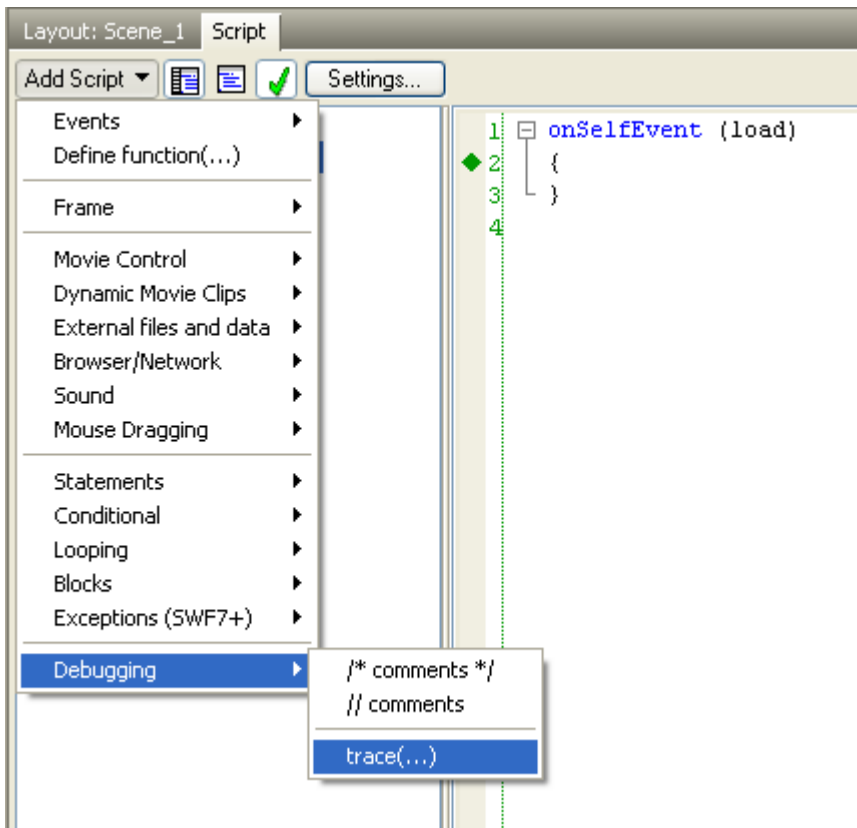 Layout: Scene_1 Script
Add Script Settings...
Events
Define function(...)
Frame
Movie Control
Dynamic Movie Clips
External files and data
Browser/Network
Sound
Mouse Dragging
Statements
Conditional
Looping
Blocks
Exceptions (SWF7+)
Debugging
/* comments */
// comments
trace(...)
1 onSelfEvent (load)
2 {
3 }
4